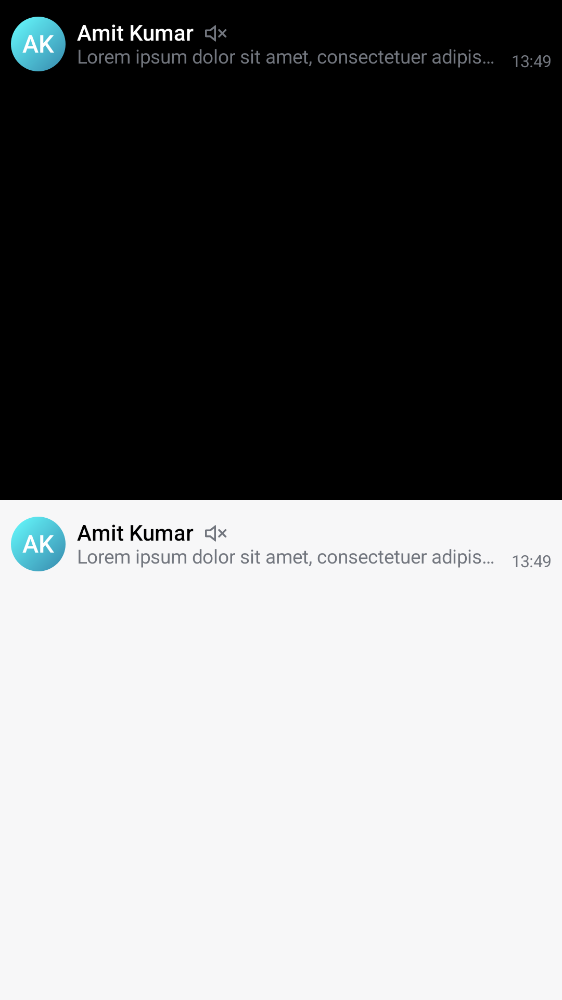 AK
Amit Kumar
Lorem ipsum dolor sit amet, consectetuer adipis...
13:49
AK
Amit Kumar
Lorem ipsum dolor sit amet, consectetuer adipis...
13:49